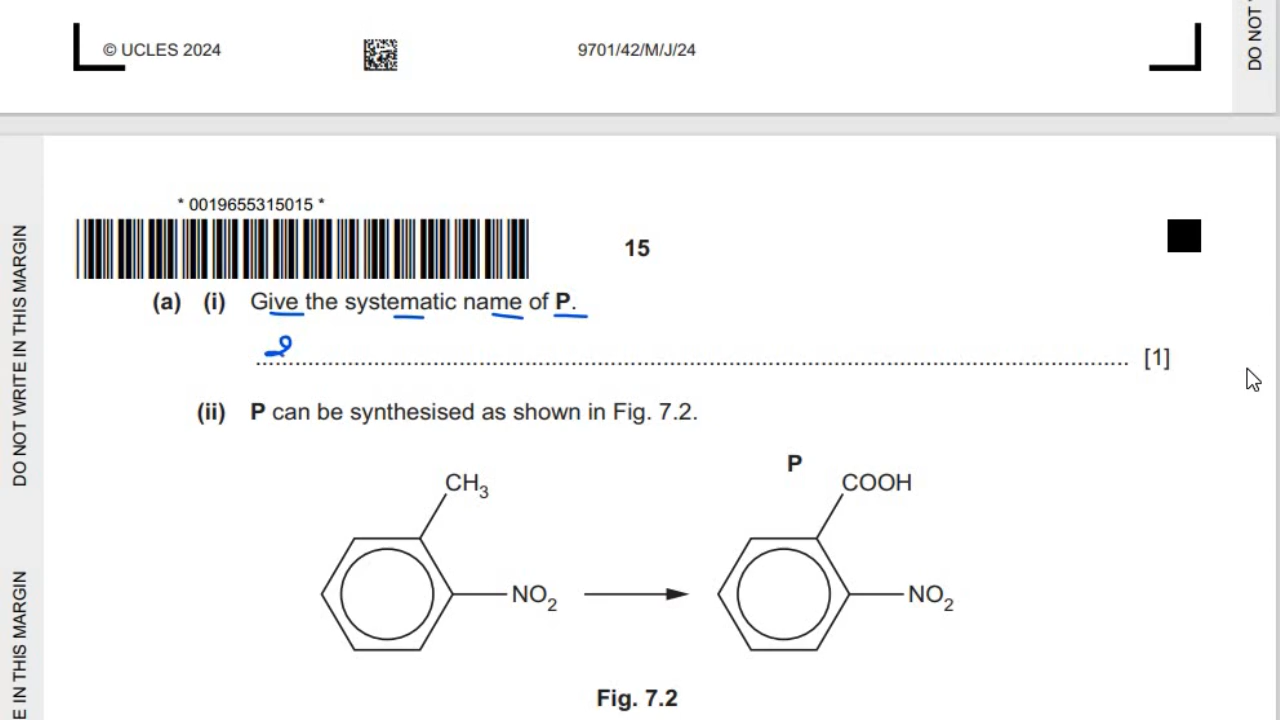 © UCLES 2024
9701/42/M/J/24
DO NOT
DO NOT WRITE IN THIS MARGIN
E IN THIS MARGIN
* 0019655315015 *
15
(a) (i) Give the systematic name of P.
2 .................................................. [1]
(ii) P can be synthesised as shown in Fig. 7.2.
P
CH3
COOH
NO2
NO2
Fig. 7.2